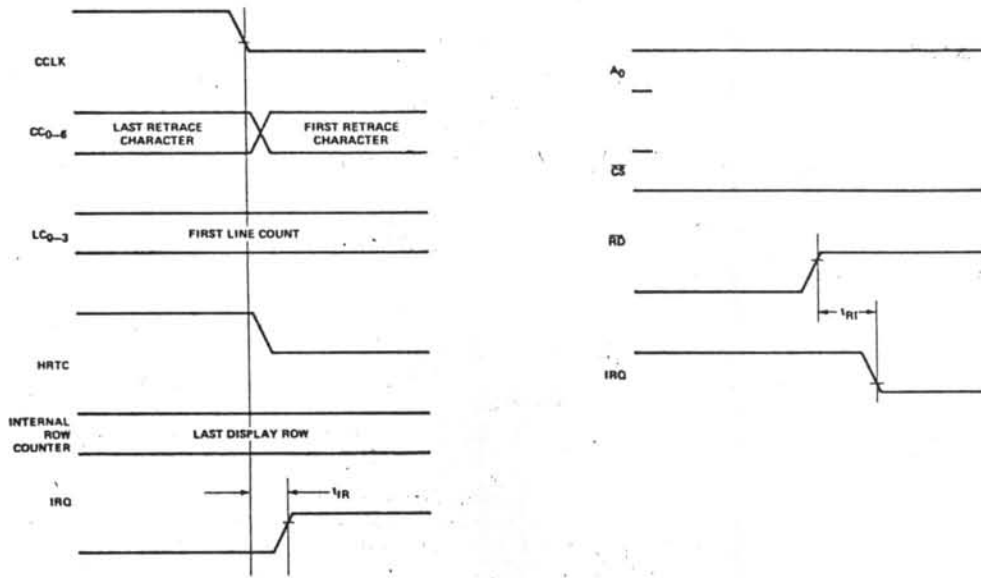 CCLK
CC0–6
LAST RETRACE
CHARACTER
FIRST RETRACE
CHARACTER
LC0–3
FIRST LINE COUNT
HRTC
INTERNAL
ROW
COUNTER
LAST DISPLAY ROW
IRQ
tIR
A0
CS
RD
tRI
IRQ